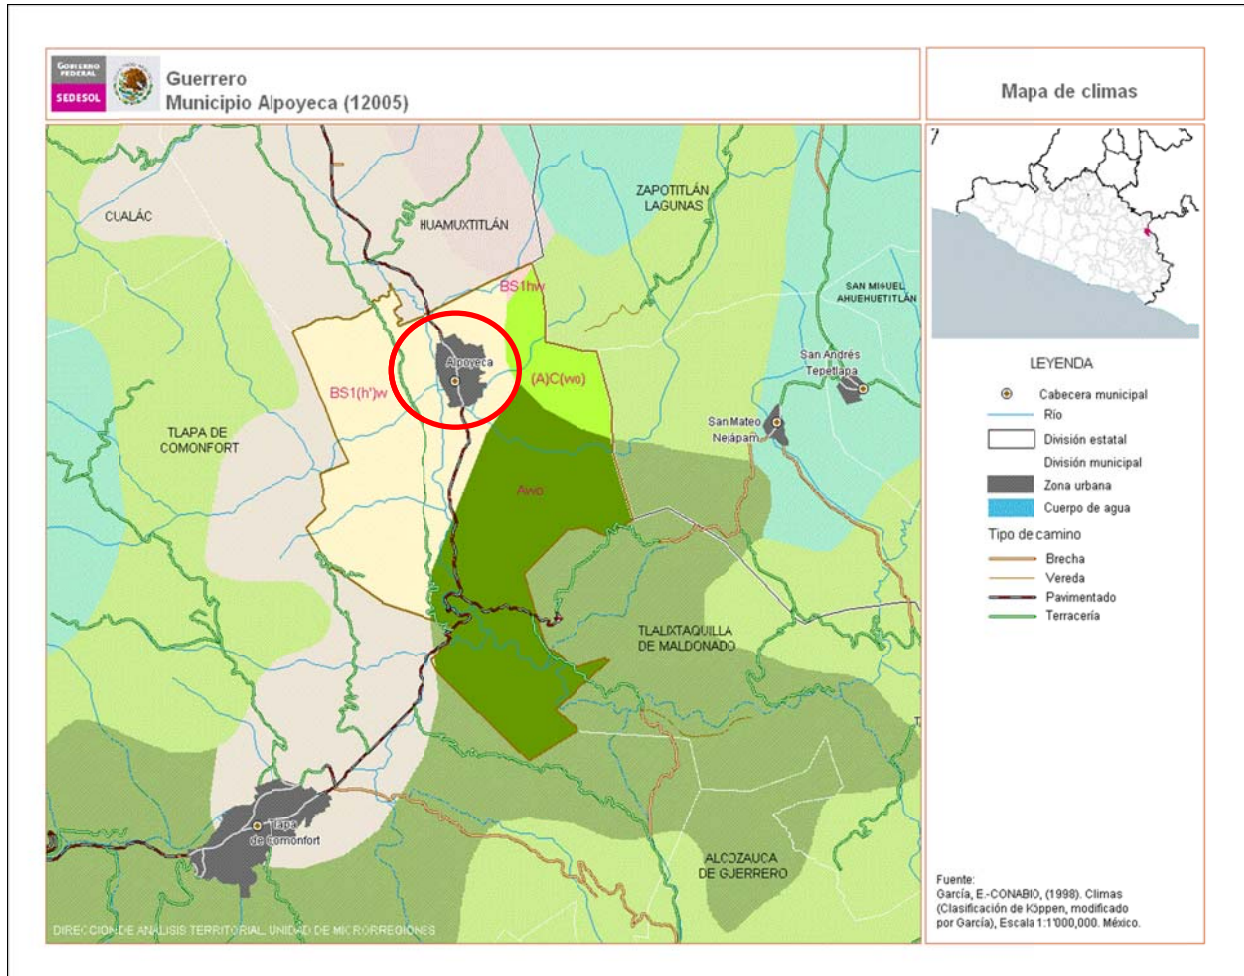 GOBIERNO
FEDERAL
SEDESOL
Guerrero
Municipio Alpoyeca (12005)
Mapa de climas
CUALÁC
HUAMUXTITLÁN
ZAPOTITLÁN
LAGUNAS
SAN MIGUEL
AHUEHUETITLÁN
BS1hw
Alpoyeca
San Andrés
Tepetlapa
BS1(h')w
(A)C(wo)
San Mateo
Nejápam
TLAPA DE
COMONFORT
Awo
TLALIXTAQUILLA
DE MALDONADO
Tlapa
de Comonfort
ALCOZAUCA
DE GUERRERO
DIRECCION DE ANÁLISIS TERRITORIAL. UNIDAD DE MICRORREGIONES
LEYENDA
Cabecera municipal
Río
División estatal
División municipal
Zona urbana
Cuerpo de agua
Tipo de camino
Brecha
Vereda
Pavimentado
Terracería
Fuente:
García, E.-CONABIO, (1998). Climas
(Clasificación de Köppen, modificado
por García), Escala 1:1'000,000. México.